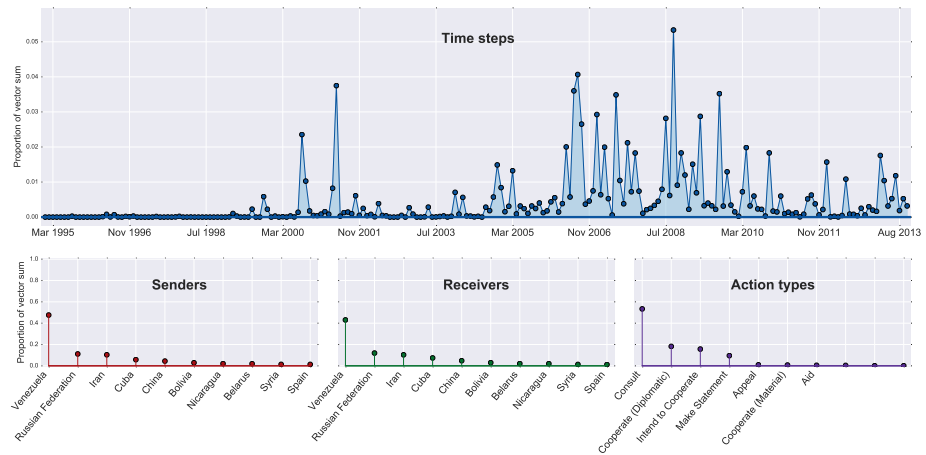 Time steps
Proportion of vector sum
0.05
0.04
0.03
0.02
0.01
0.00
Mar 1995 Nov 1996 Jul 1998 Mar 2000 Nov 2001 Jul 2003 Mar 2005 Nov 2006 Jul 2008 Mar 2010 Nov 2011 Aug 2013
Senders Receivers Action types
Proportion of vector sum
1.0
0.8
0.6
0.4
0.2
0.0
Venezuela Russian Federation Iran Cuba China Bolivia Nicaragua Belarus Syria Spain
Venezuela Russian Federation Iran Cuba China Bolivia Belarus Nicaragua Syria Spain
Consult Cooperate (Diplomatic) Intend to Cooperate Make Statement Appeal Cooperate (Material) Aid